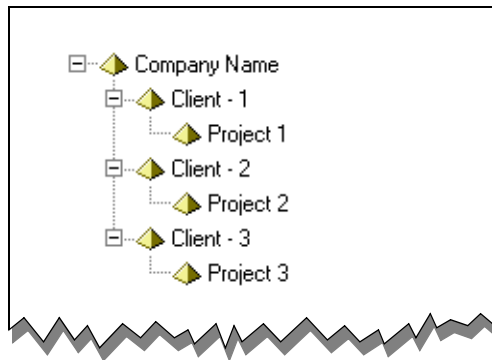 Company Name
Client - 1
Project 1
Client - 2
Project 2
Client - 3
Project 3